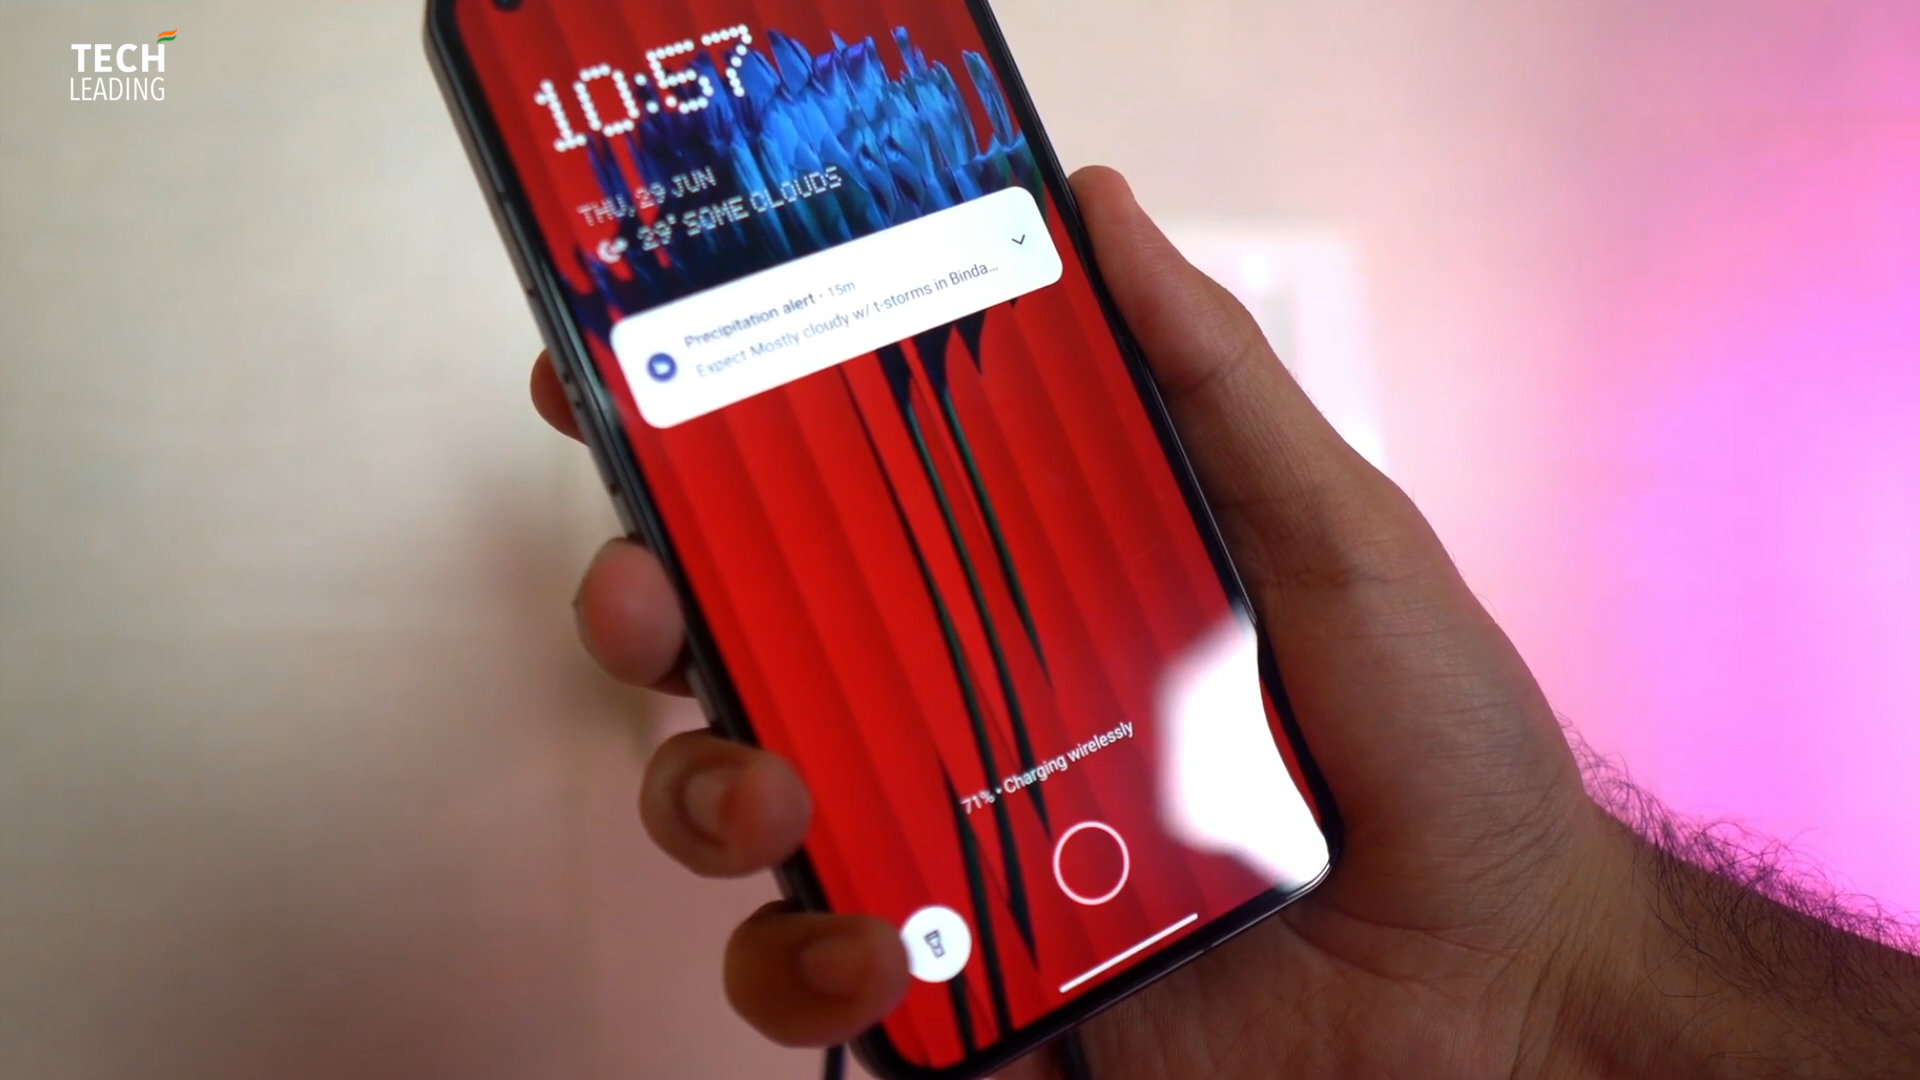 TECH
LEADING
10:57
THU, 29 JUN
29° SOME CLOUDS
Precipitation alert · 15m
Expect Mostly cloudy w/ t-storms in Binda...
71% • Charging wirelessly